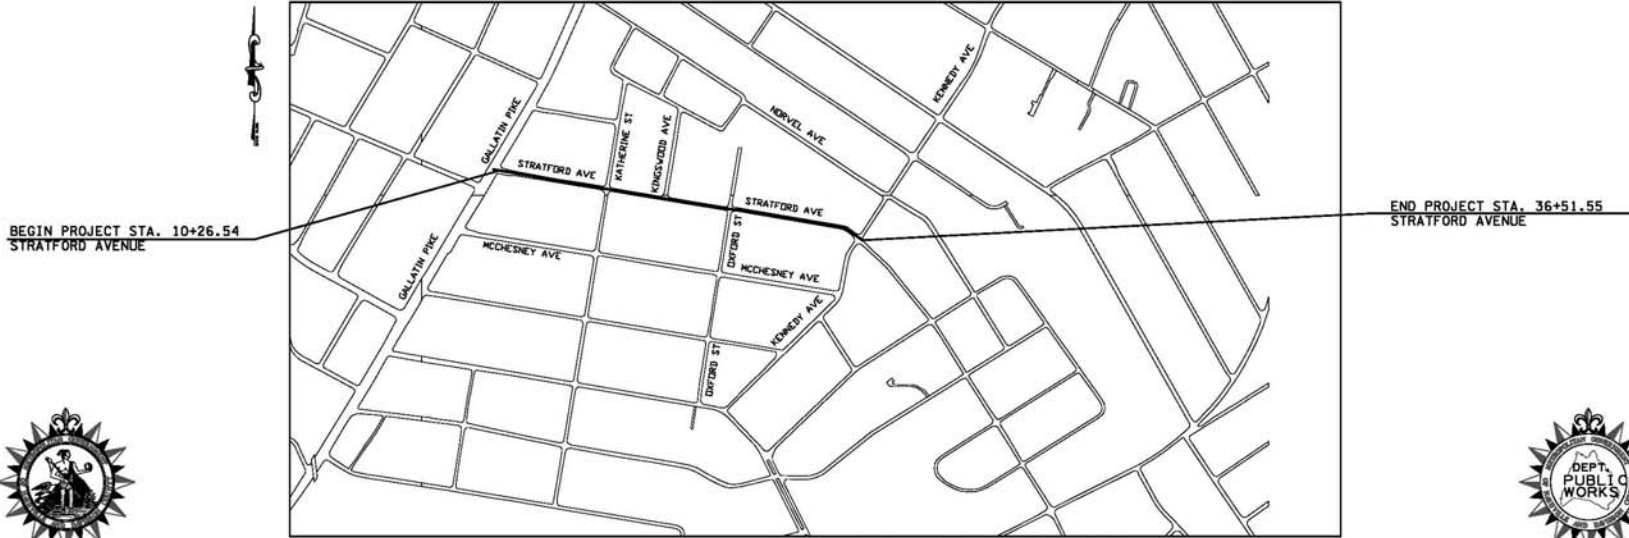 KENNEDY AVE
GALLATIN PIKE
NORVEL AVE
KATHERINE ST
KINGSWOOD AVE
STRATFORD AVE
STRATFORD AVE
BEGIN PROJECT STA. 10+26.54
STRATFORD AVENUE
END PROJECT STA. 36+51.55
STRATFORD AVENUE
OXFORD ST
MCCHESNEY AVE
GALLATIN PIKE
MCCHESNEY AVE
KENNEDY AVE
OXFORD ST
DEPT.
PUBLIC
WORKS